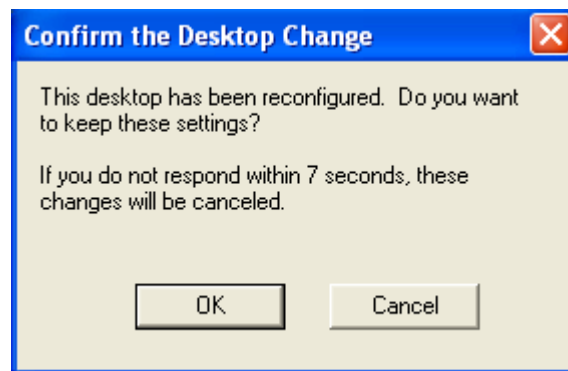 Confirm the Desktop Change
This desktop has been reconfigured.  Do you want
to keep these settings?
If you do not respond within 7 seconds, these
changes will be canceled.
OK
Cancel